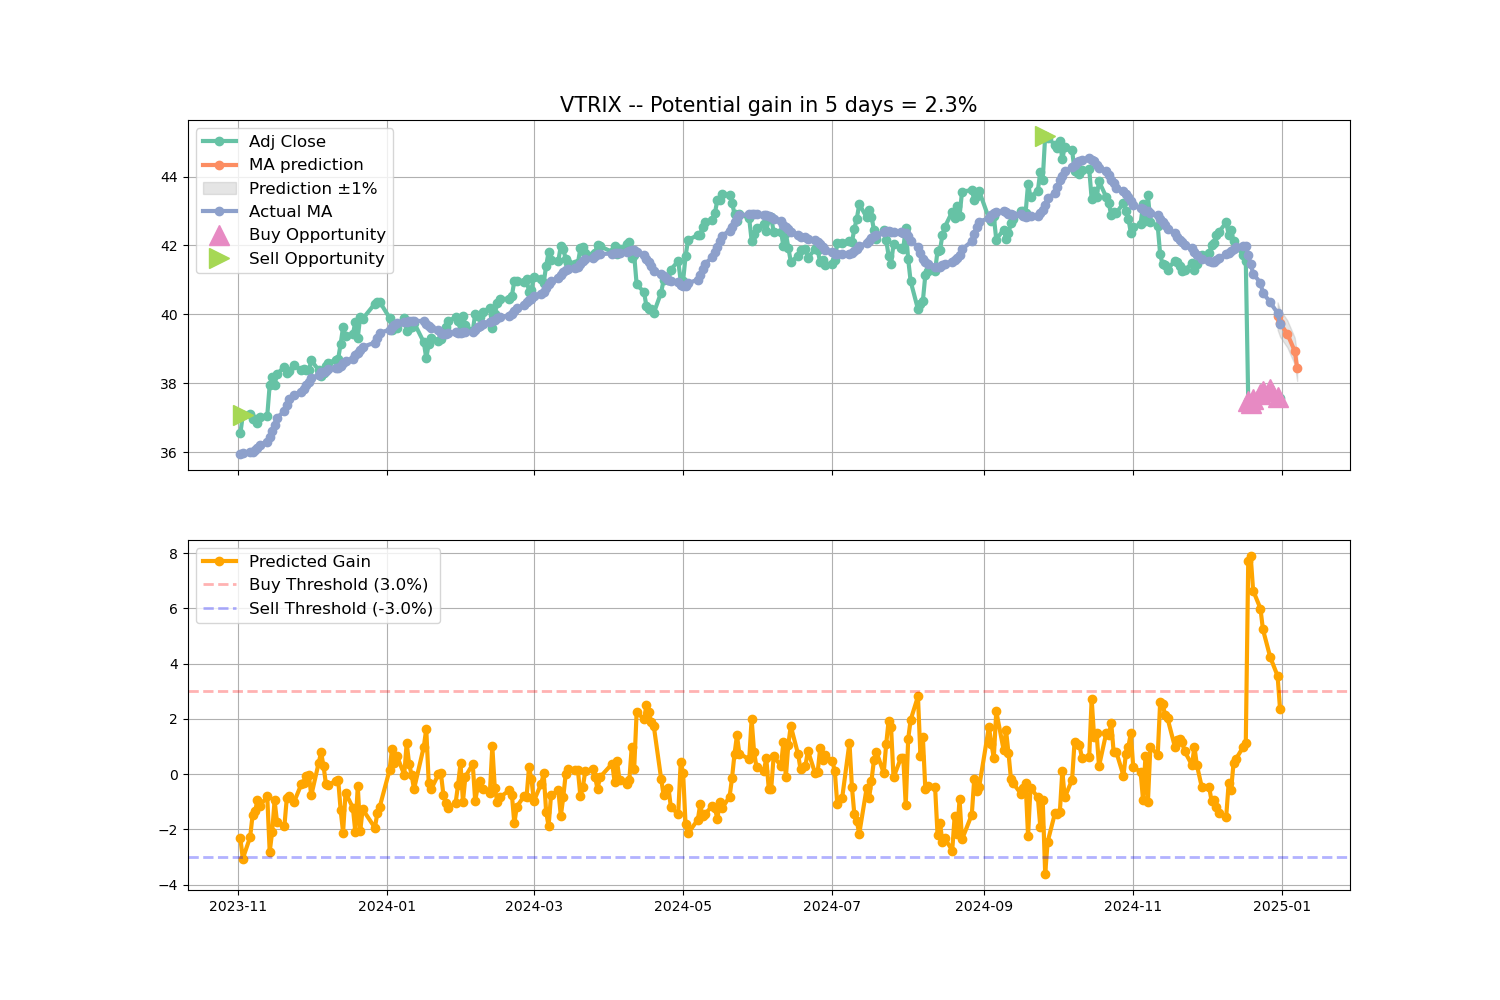 VTRIX -- Potential gain in 5 days = 2.3%
Adj Close
MA prediction
Prediction ±1%
Actual MA
Buy Opportunity
Sell Opportunity
44
42
40
38
36
Predicted Gain
Buy Threshold (3.0%)
Sell Threshold (-3.0%)
8
6
4
2
0
−2
−4
2023-11
2024-01
2024-03
2024-05
2024-07
2024-09
2024-11
2025-01